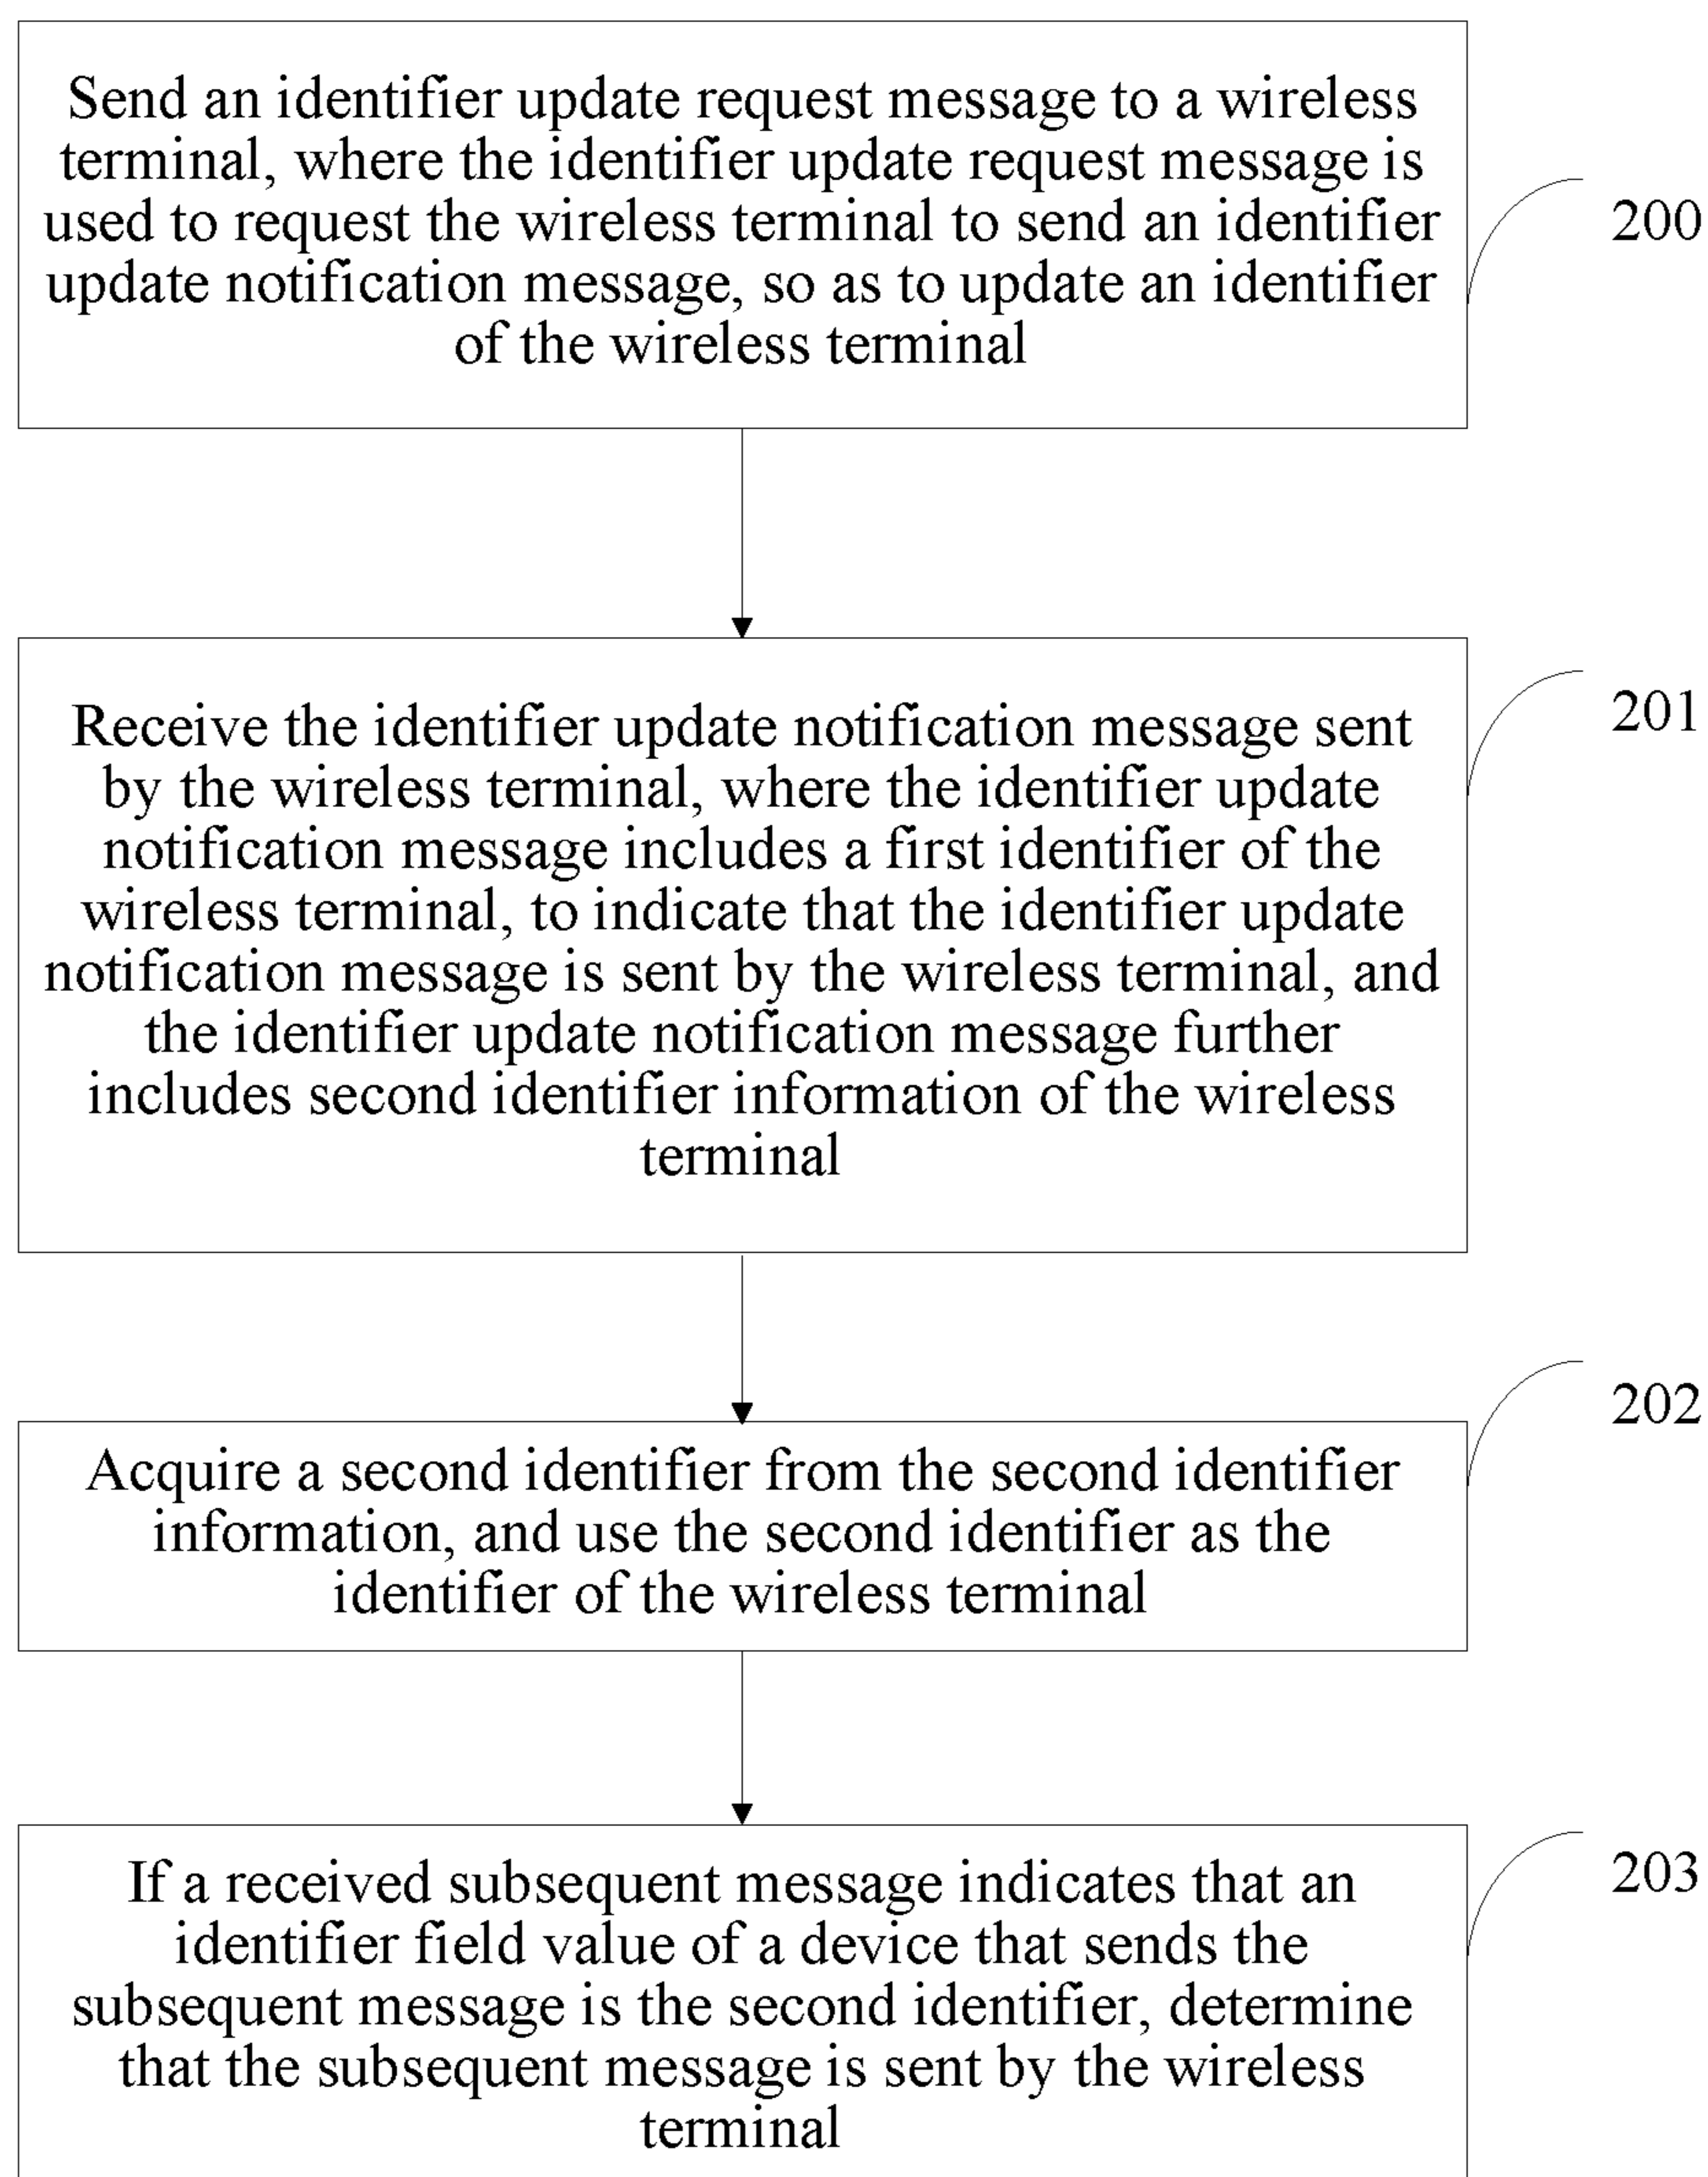 Send an identifier update request message to a wireless
terminal, where the identifier update request message is
used to request the wireless terminal to send an identifier
update notification message, so as to update an identifier
of the wireless terminal
200
Receive the identifier update notification message sent
by the wireless terminal, where the identifier update
notification message includes a first identifier of the
wireless terminal, to indicate that the identifier update
notification message is sent by the wireless terminal, and
the identifier update notification message further
includes second identifier information of the wireless
terminal
201
Acquire a second identifier from the second identifier
information, and use the second identifier as the
identifier of the wireless terminal
202
If a received subsequent message indicates that an
identifier field value of a device that sends the
subsequent message is the second identifier, determine
that the subsequent message is sent by the wireless
terminal
203